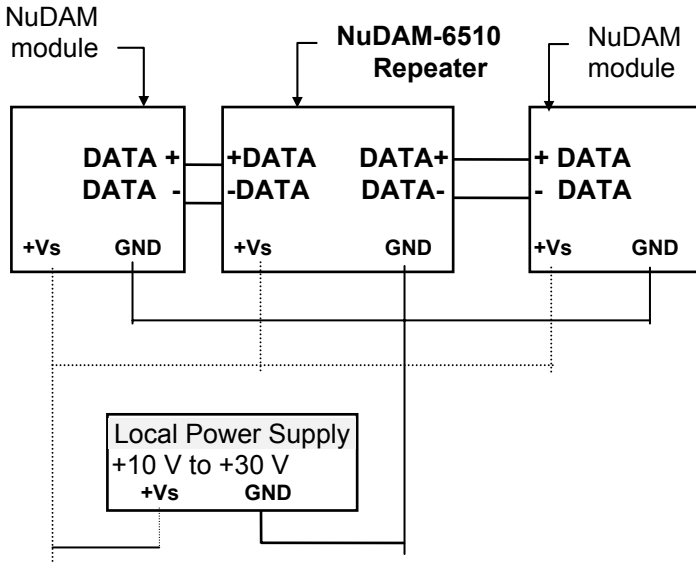 NuDAM
module
NuDAM-6510
Repeater
NuDAM
module
DATA +
DATA -
+Vs GND
+DATA DATA+
-DATA DATA-
+Vs GND
+ DATA
- DATA
+Vs GND
Local Power Supply
+10 V to +30 V
+Vs GND